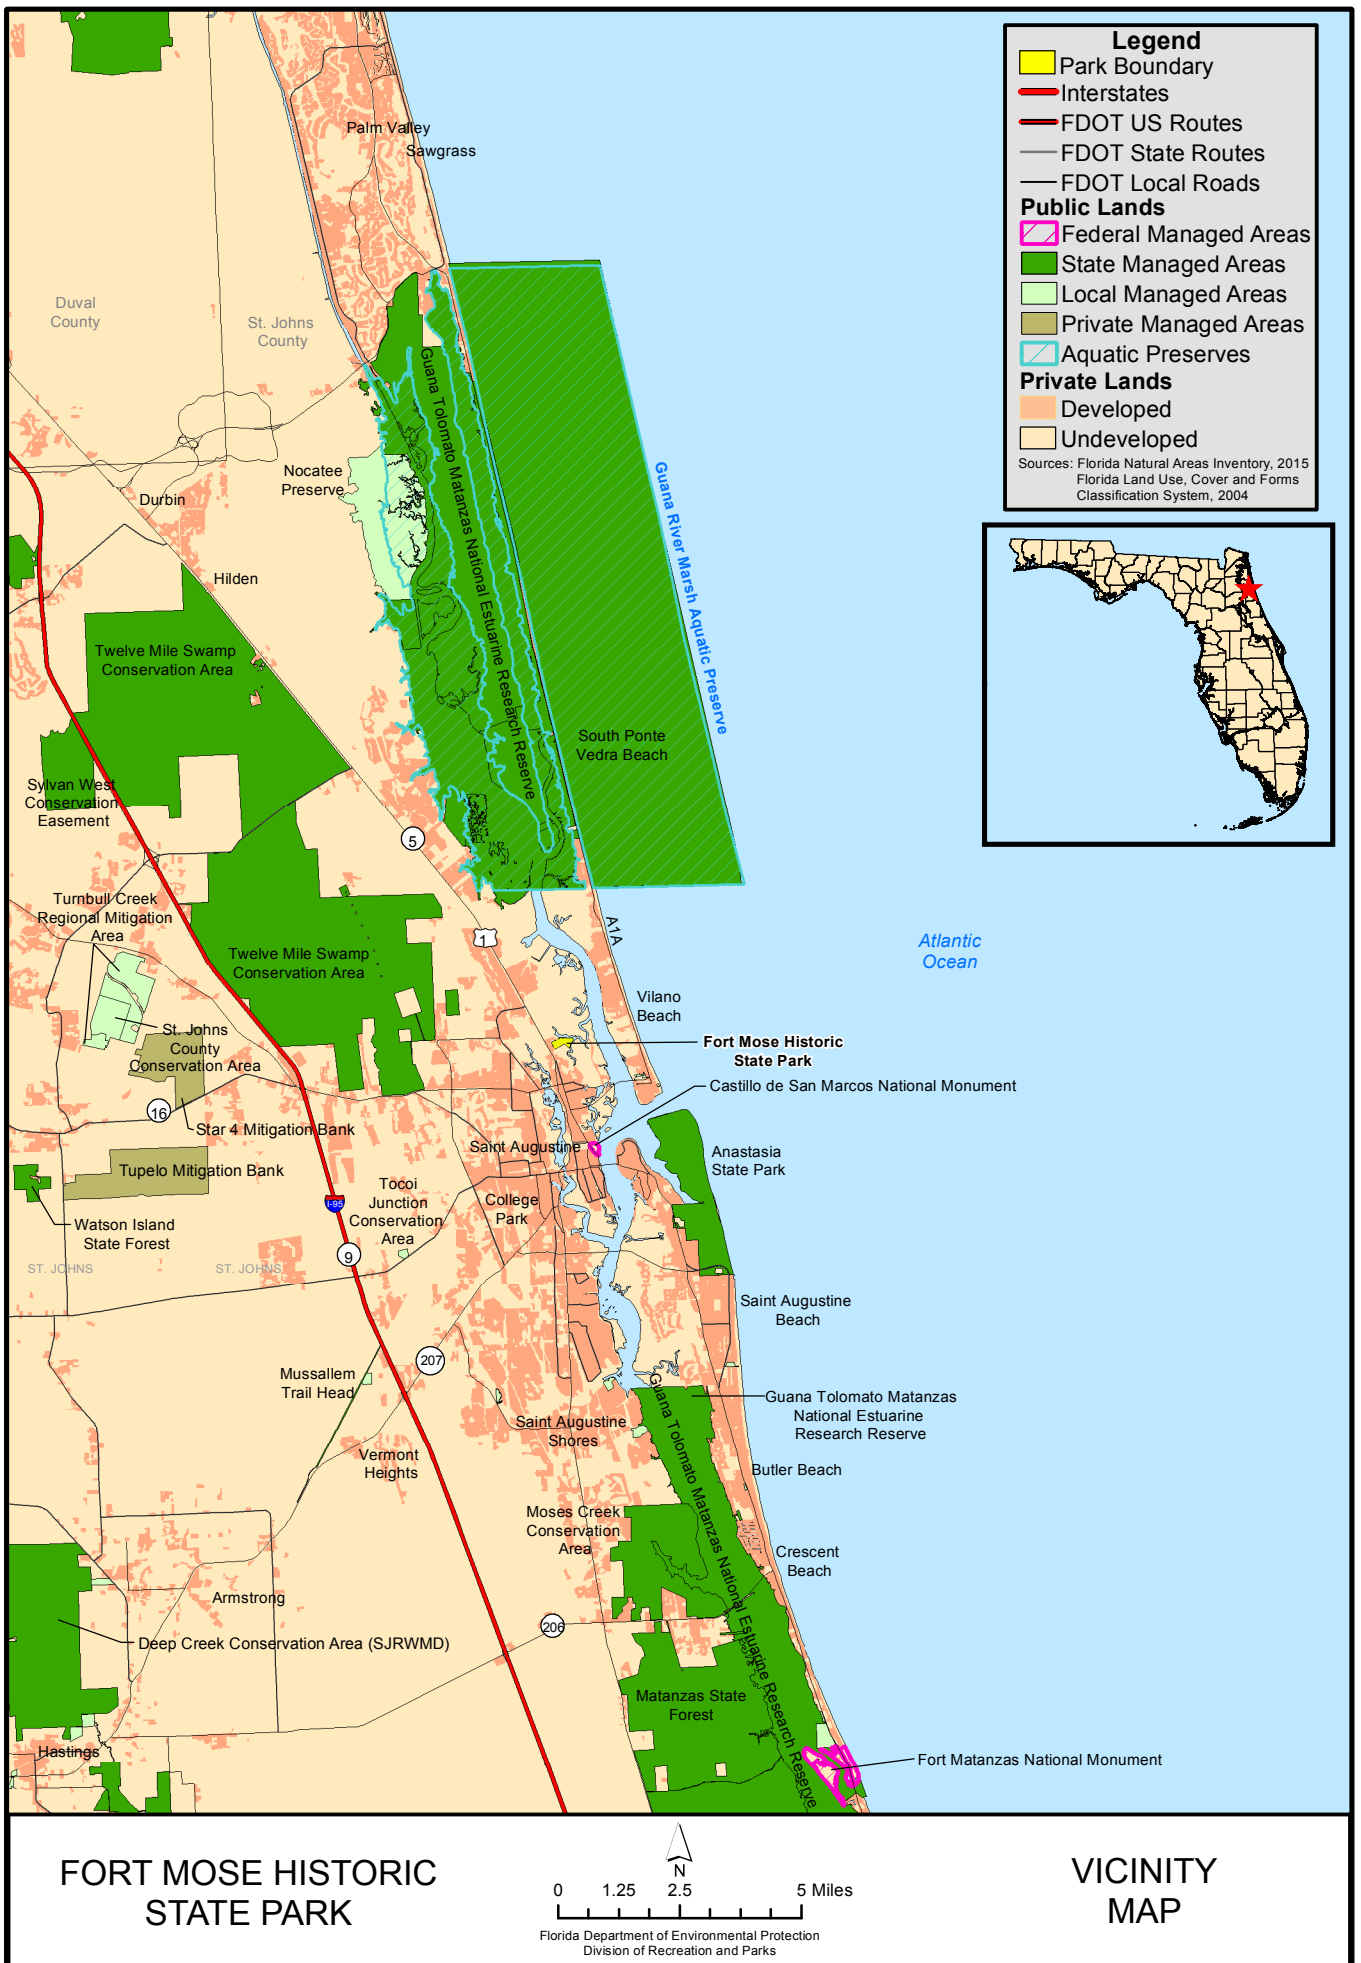 Legend
Park Boundary
Interstates
FDOT US Routes
FDOT State Routes
FDOT Local Roads
Public Lands
Federal Managed Areas
State Managed Areas
Local Managed Areas
Private Managed Areas
Aquatic Preserves
Private Lands
Developed
Undeveloped
Sources: Florida Natural Areas Inventory, 2015
Florida Land Use, Cover and Forms
Classification System, 2004
Palm Valley
Sawgrass
Duval
County
St. Johns
County
Guana Tolomato Matanzas National Estuarine Research Reserve
Guana River Marsh Aquatic Preserve
Nocatee
Preserve
Durbin
Hilden
Twelve Mile Swamp
Conservation Area
South Ponte
Vedra Beach
Sylvan West
Conservation
Easement
5
Turnbull Creek
Regional Mitigation
Area
1
A1A
Twelve Mile Swamp
Conservation Area
Atlantic
Ocean
Vilano
Beach
St. Johns
County
Conservation Area
Fort Mose Historic
State Park
Castillo de San Marcos National Monument
16
Star 4 Mitigation Bank
Saint Augustine
Anastasia
State Park
Tupelo Mitigation Bank
Tocoi
Junction
Conservation
Area
College
Park
I-95
Watson Island
State Forest
9
ST. JOHNS
ST. JOHNS
Saint Augustine
Beach
207
Mussallem
Trail Head
Guana Tolomato Matanzas
National Estuarine
Research Reserve
Guana Tolomato Matanzas National Estuarine Research Reserve
Saint Augustine
Shores
Vermont
Heights
Butler Beach
Moses Creek
Conservation
Area
Crescent
Beach
Armstrong
206
Deep Creek Conservation Area (SJRWMD)
Matanzas State
Forest
Hastings
Fort Matanzas National Monument
FORT MOSE HISTORIC
STATE PARK
N
0 1.25 2.5 5 Miles
Florida Department of Environmental Protection
Division of Recreation and Parks
VICINITY
MAP